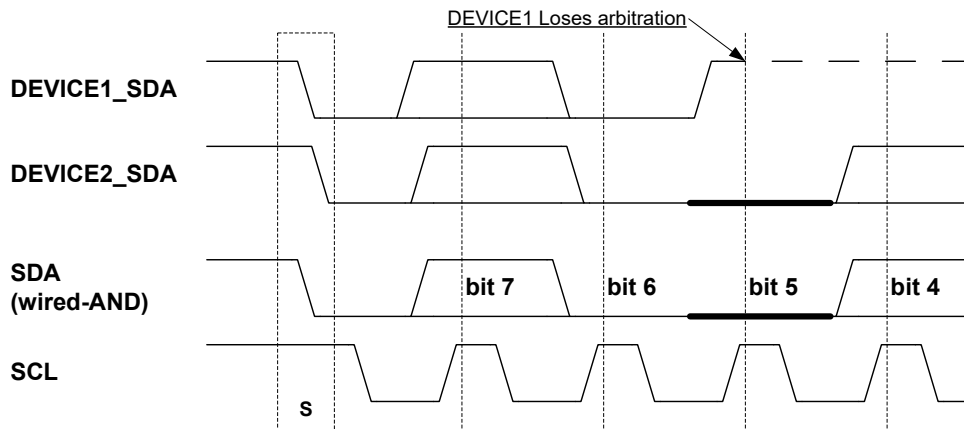 DEVICE1 Loses arbitration
DEVICE1_SDA
DEVICE2_SDA
SDA
(wired-AND)
bit 7 bit 6 bit 5 bit 4
SCL
S